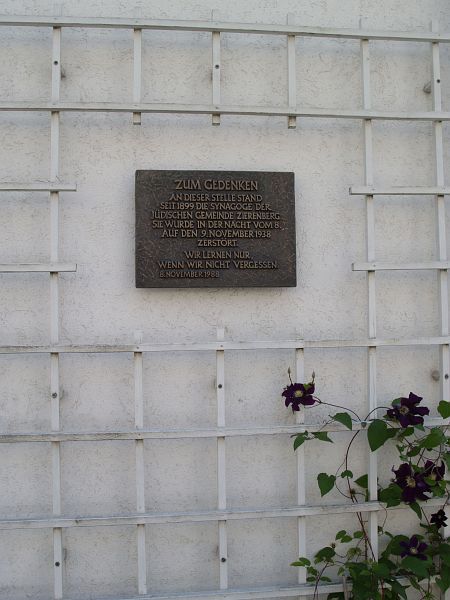 ZUM GEDENKEN
AN DIESER STELLE STAND
SEIT 1899 DIE SYNAGOGE DER
JÜDISCHEN GEMEINDE ZIERENBERG.
SIE WURDE IN DER NACHT VOM 8.
AUF DEN 9. NOVEMBER 1938
ZERSTÖRT.
WIR LERNEN NUR,
WENN WIR NICHT VERGESSEN.
8. NOVEMBER 1988